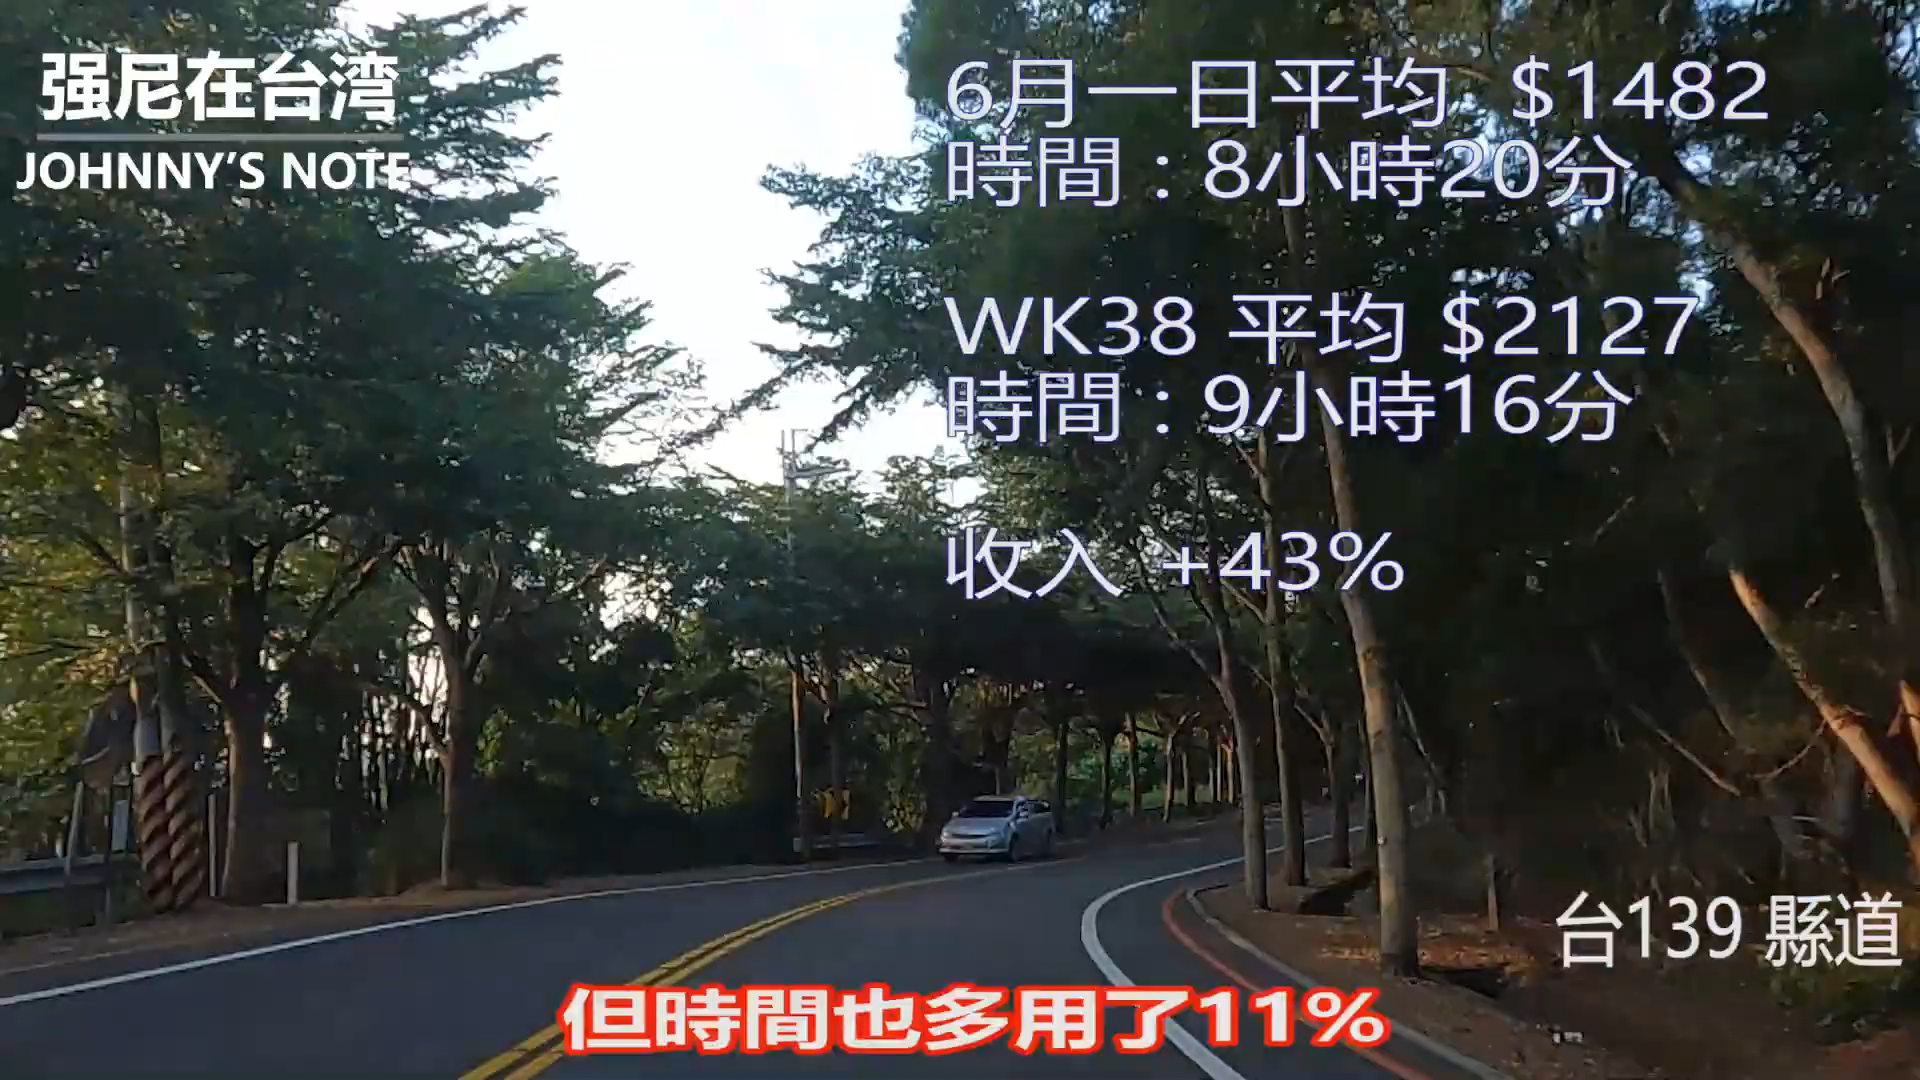 强尼在台湾
JOHNNY'S NOTE
6月一日平均 $1482
時間：8小時20分
WK38 平均 $2127
時間：9小時16分
收入 +43%
台139 縣道
但時間也多用了11%